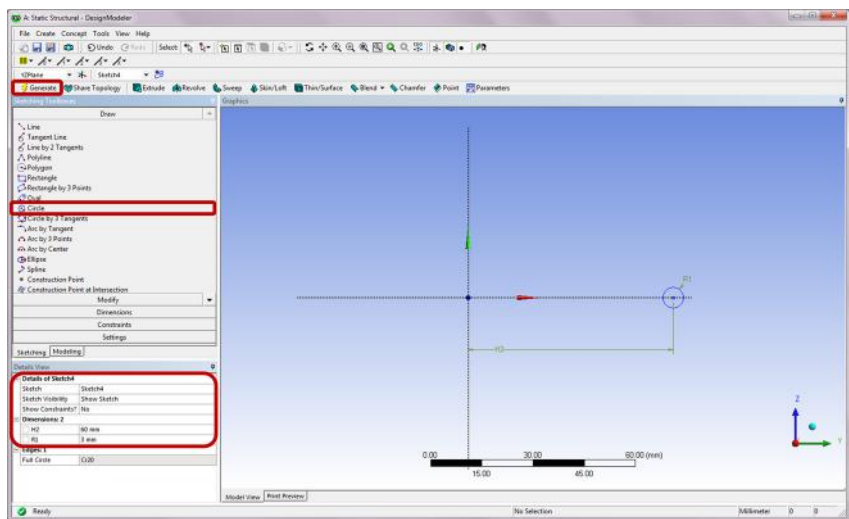 A: Static Structural - DesignModeler
File Create Concept Tools View Help
Undo Redo Select:
YZPlane Sketch4
Generate Share Topology Extrude Revolve Sweep Skin/Loft Thin/Surface Blend Chamfer Point Parameters
Sketching Toolboxes Graphics
Draw
Line
Tangent Line
Line by 2 Tangents
Polyline
Polygon
Rectangle
Rectangle by 3 Points
Oval
Circle
Circle by 3 Tangents
Arc by Tangent
Arc by 3 Points
Arc by Center
Ellipse
Spline
Construction Point
Construction Point at Intersection
Modify
Dimensions
Constraints
Settings
Sketching Modeling
Details View
Details of Sketch4
Sketch Sketch4
Sketch Visibility Show Sketch
Show Constraints? No
Dimensions: 2
H2 60 mm
R1 3 mm
Edges: 1
Full Circle Cr20
R1
H2
Z
Y
0.00 30.00 60.00 (mm)
15.00 45.00
Model View Print Preview
Ready No Selection Millimeter 0 0